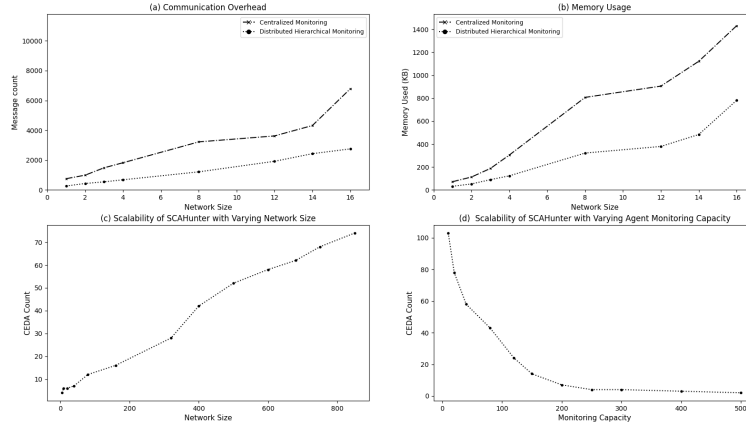 (a) Communication Overhead
Centralized Monitoring
Distributed Hierarchical Monitoring
Message count
10000
8000
6000
4000
2000
0
0 2 4 6 8 10 12 14 16
Network Size
(b) Memory Usage
Centralized Monitoring
Distributed Hierarchical Monitoring
Memory Used (KB)
1400
1200
1000
800
600
400
200
0
0 2 4 6 8 10 12 14 16
Network Size
(c) Scalability of SCAHunter with Varying Network Size
CEDA Count
70
60
50
40
30
20
10
0 200 400 600 800
Network Size
(d) Scalability of SCAHunter with Varying Agent Monitoring Capacity
CEDA Count
100
80
60
40
20
0
0 100 200 300 400 500
Monitoring Capacity